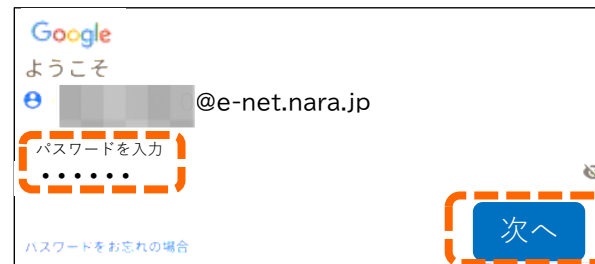 Google
ようこそ
@e-net.nara.jp
パスワードを入力
••••••
次へ
パスワードをお忘れの場合